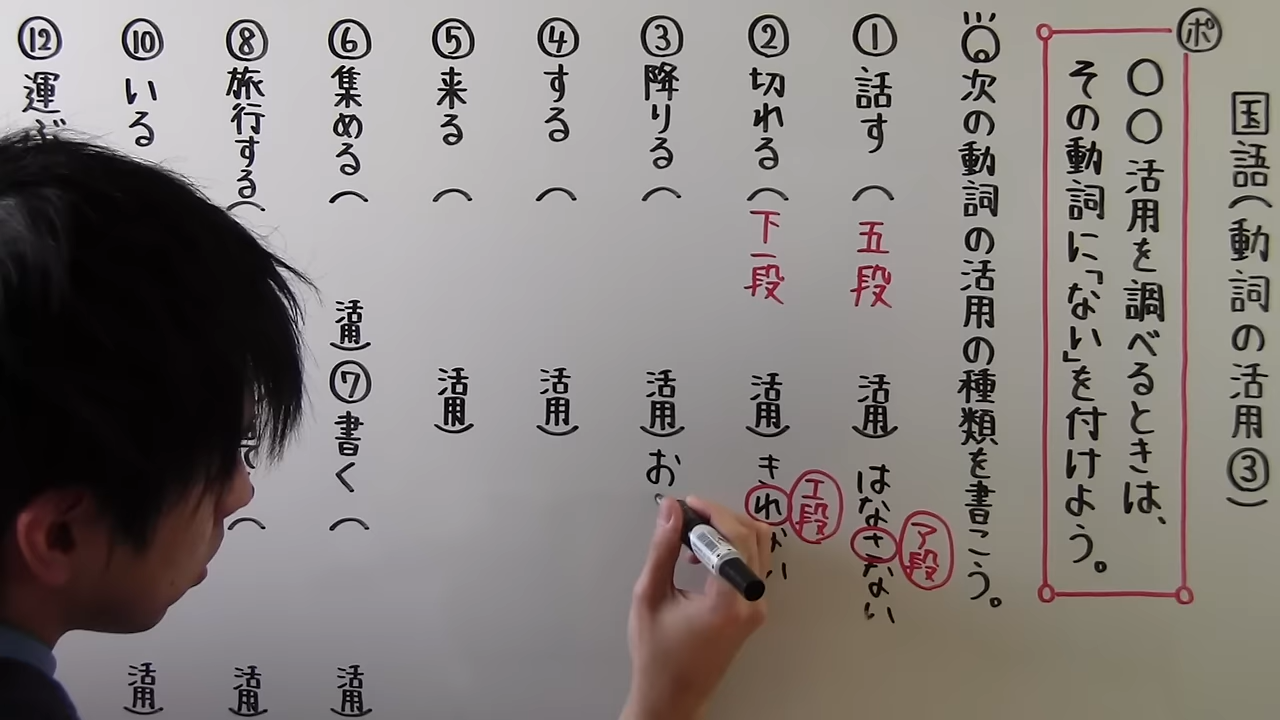 国語(動詞の活用③)
ポ
〇〇活用を調べるときは、
その動詞に「ない」を付けよう。
次の動詞の活用の種類を書こう。
①話す(五段活用)はなさない
ア段
②切れる(下一段活用)きれない
エ段
③降りる(活用)お
④する(活用)
⑤来る(活用)
⑥集める(活用)⑦書く(活用)
⑧旅行する(
(活用)
⑩いる
活用)
⑫運ぶ